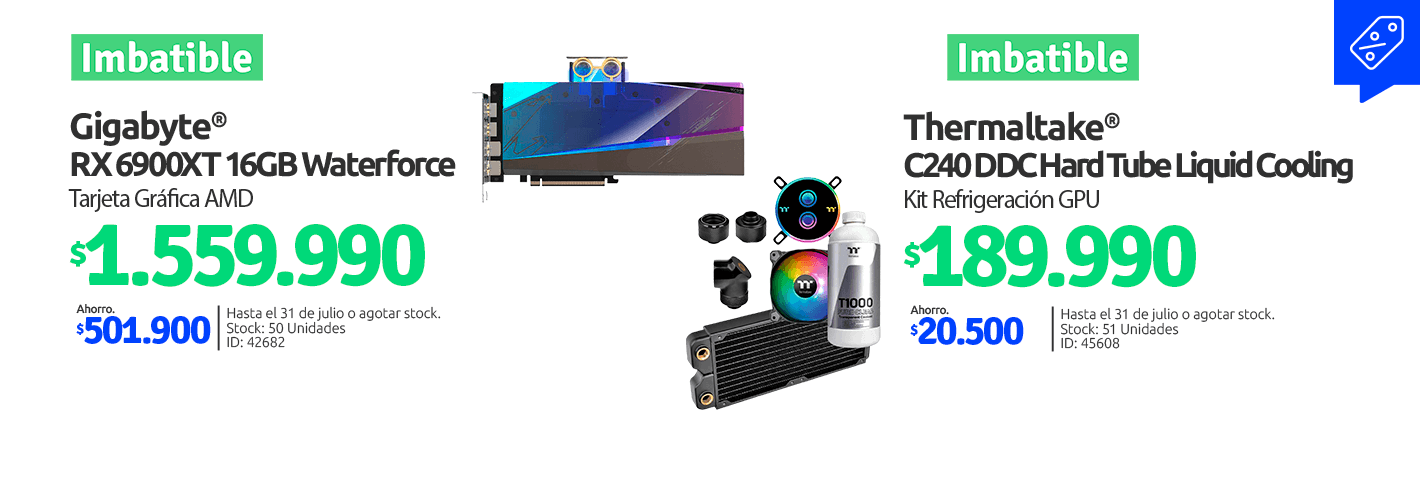 Imbatible
Gigabyte®
RX 6900XT 16GB Waterforce
Tarjeta Gráfica AMD
$1.559.990
Ahorro.
$501.900
Hasta el 31 de julio o agotar stock.
Stock: 50 Unidades
ID: 42682
T1000
Imbatible
Thermaltake®
C240 DDC Hard Tube Liquid Cooling
Kit Refrigeración GPU
$189.990
Ahorro.
$20.500
Hasta el 31 de julio o agotar stock.
Stock: 51 Unidades
ID: 45608